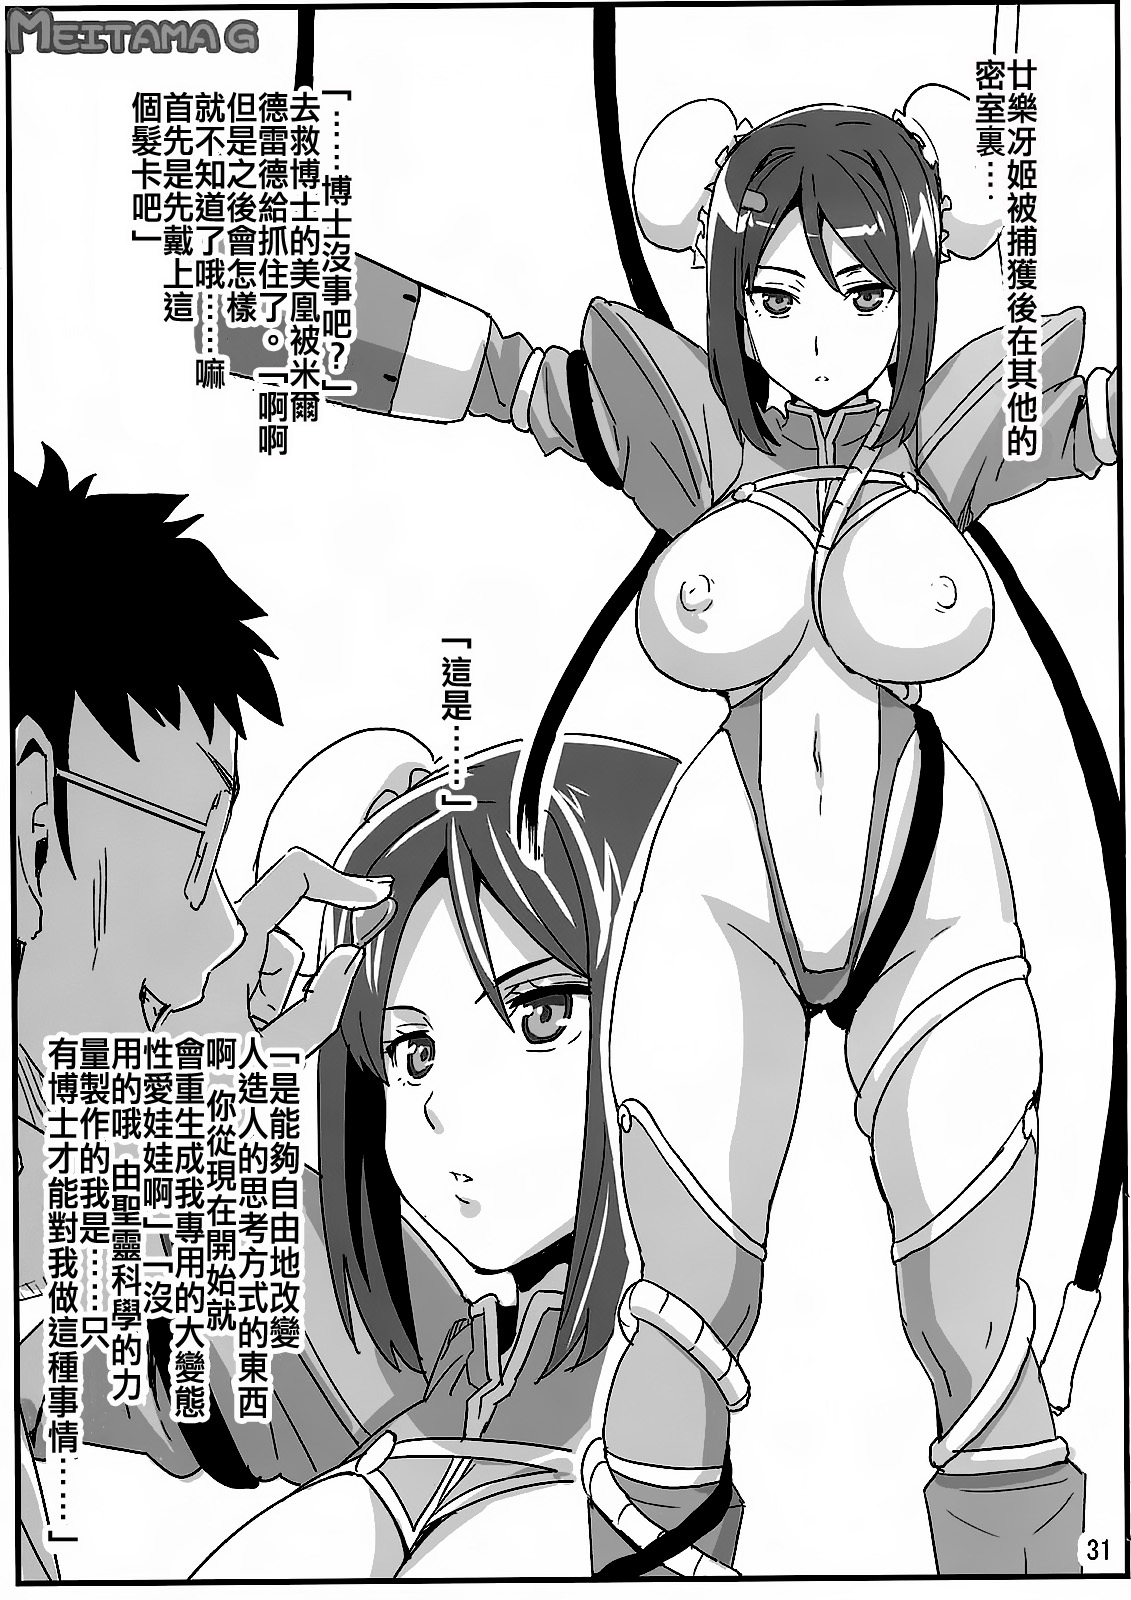 MEITAMA G
廿樂冴姬被捕獲後在其他的
密室裏…
「……博士沒事吧？」
去救博士的美凰被米爾
德雷德給抓住了。「啊啊
但是之後會怎樣
就不知道了哦……嘛
首先是先戴上這
個髮卡吧」
「這是……」
「是能夠自由地改變
人造人的思考方式的東西
啊 你從現在開始就
會重生成我專用的大變態
性愛娃娃啊」「沒
用的哦 由聖靈科學的力
量製作的我是……只
有博士才能對我做這種事情……」
31